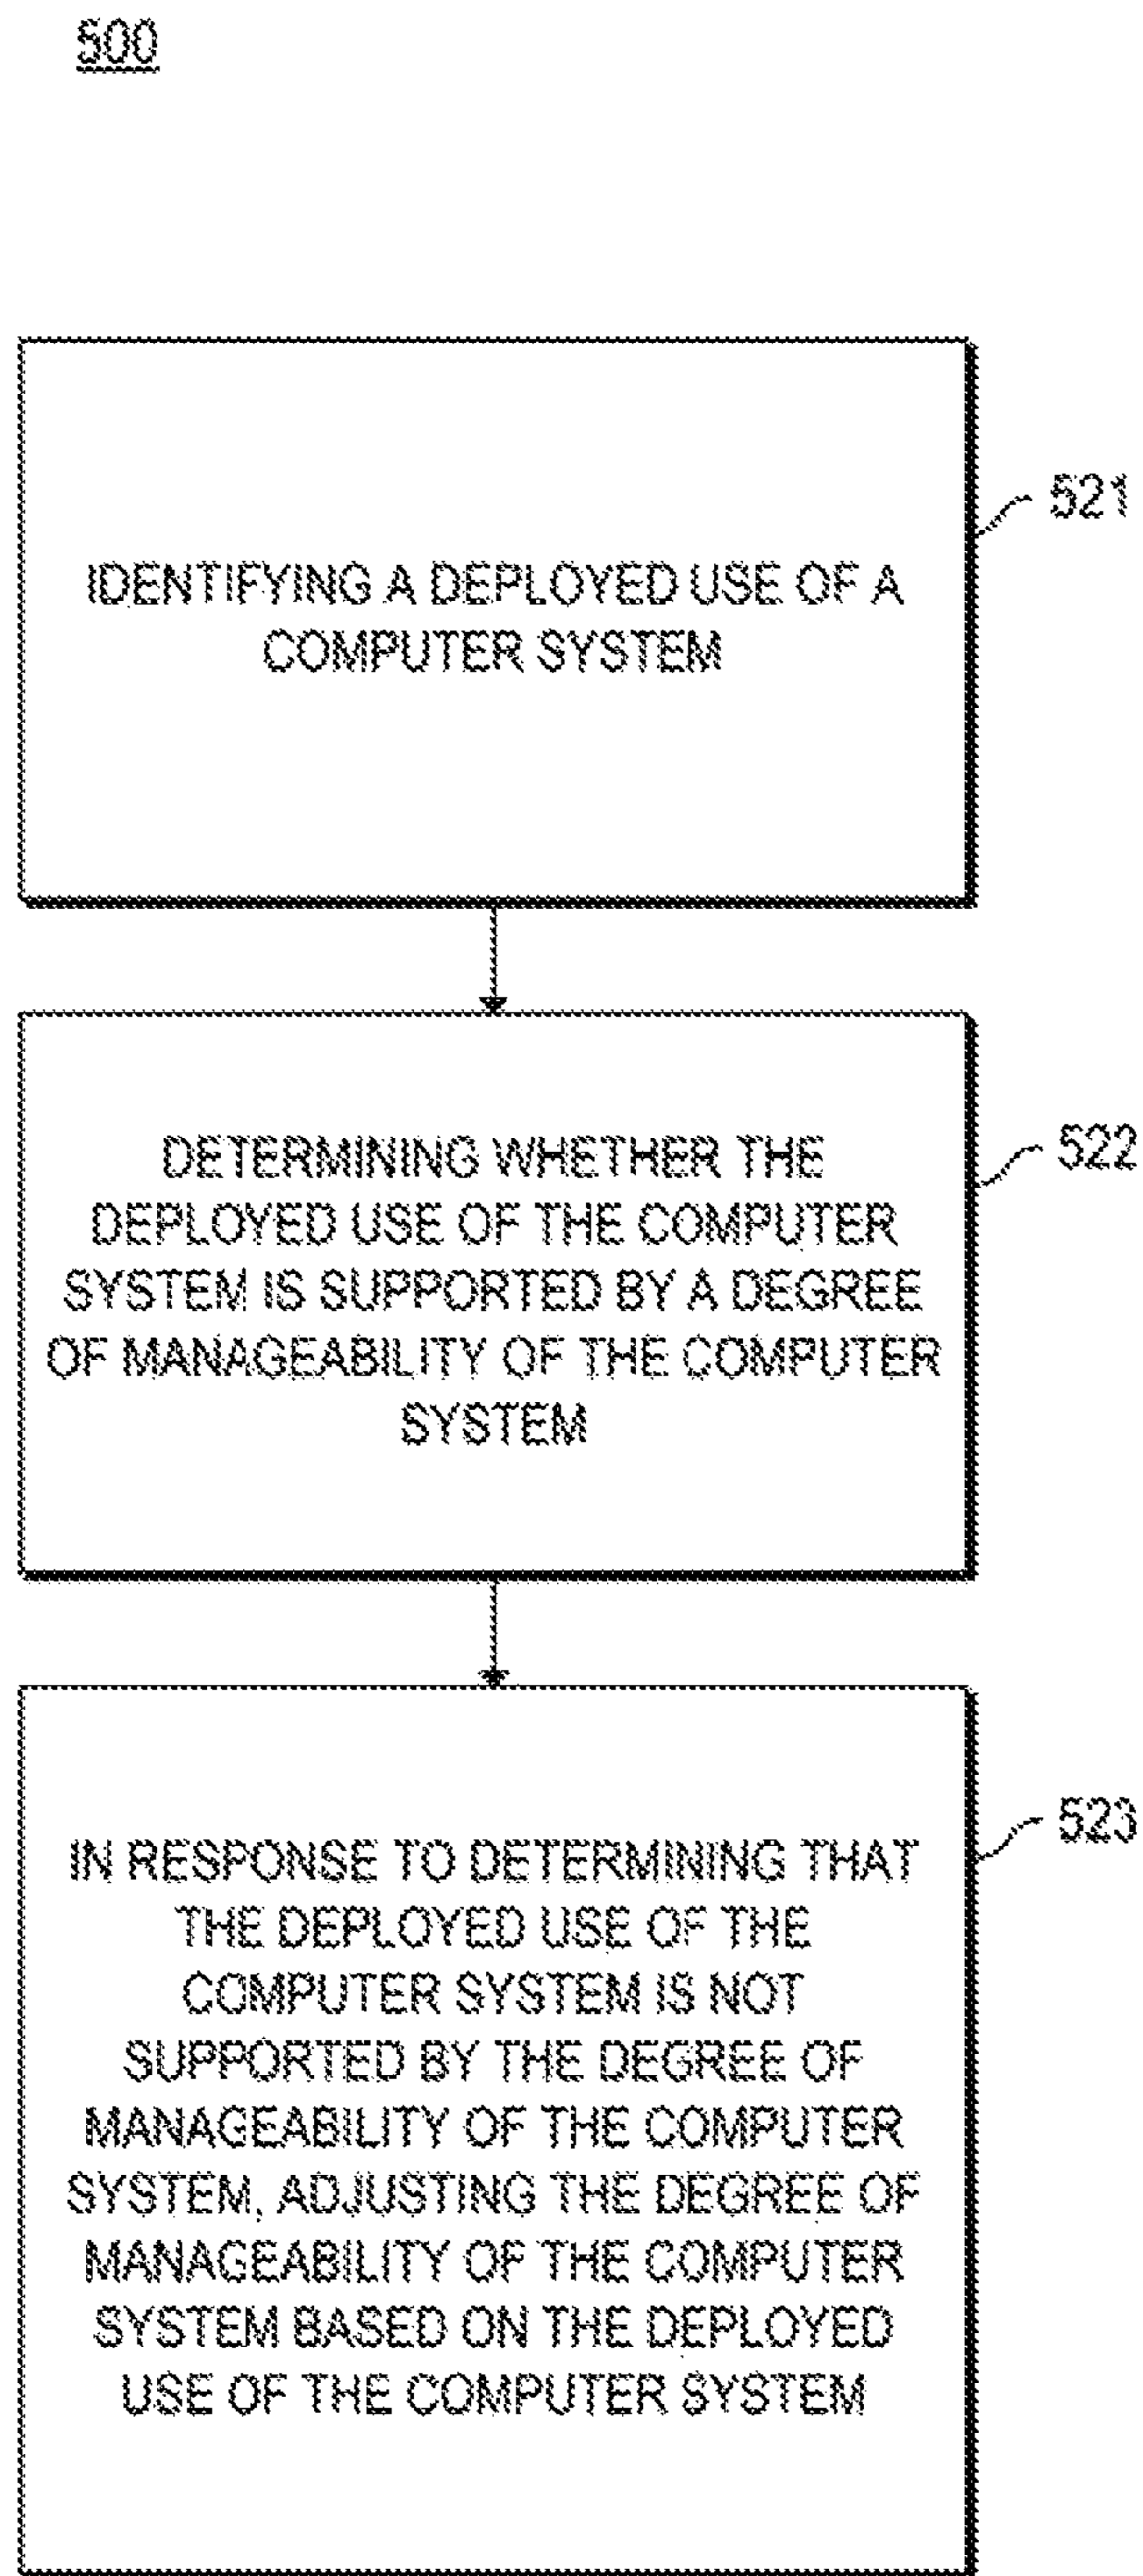 500
IDENTIFYING A DEPLOYED USE OF A
COMPUTER SYSTEM
521
DETERMINING WHETHER THE
DEPLOYED USE OF THE COMPUTER
SYSTEM IS SUPPORTED BY A DEGREE
OF MANAGEABILITY OF THE COMPUTER
SYSTEM
522
IN RESPONSE TO DETERMINING THAT
THE DEPLOYED USE OF THE
COMPUTER SYSTEM IS NOT
SUPPORTED BY THE DEGREE OF
MANAGEABILITY OF THE COMPUTER
SYSTEM, ADJUSTING THE DEGREE OF
MANAGEABILITY OF THE COMPUTER
SYSTEM BASED ON THE DEPLOYED
USE OF THE COMPUTER SYSTEM
523